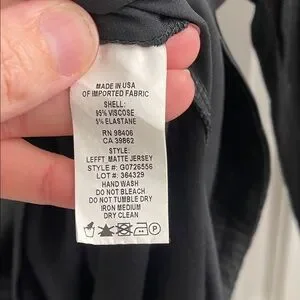 MADE IN USA
OF IMPORTED FABRIC
SHELL:
95% VISCOSE
5% ELASTANE
RN 98406
CA 39862
STYLE:
LEFFT MATTE JERSEY
STYLE #: G0726556
LOT #: 364329
HAND WASH
DO NOT BLEACH
DO NOT TUMBLE DRY
IRON MEDIUM
DRY CLEAN
P